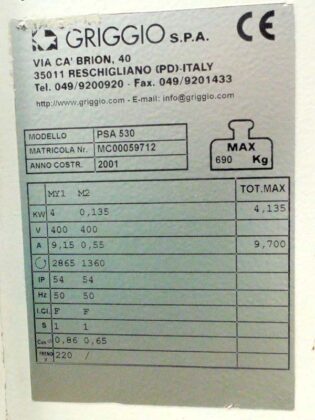 GRIGGIO S.P.A. CE
VIA CA' BRION, 40
35011 RESCHIGLIANO (PD)-ITALY
Tel. 049/9200920 - Fax. 049/9201433
http://www.griggio.com - E-mail: info@griggio.com
MODELLO PSA 530
MATRICOLA Nr. MC00059712
ANNO COSTR. 2001
MAX
690 Kg
MY1 M2 TOT.MAX
KW 4 0,135 4,135
V 400 400
A 9,15 0,55 9,700
2865 1360
IP 54 54
Hz 50 50
I.Cl. F F
S 1 1
Cos 0,86 0,65
FRENO V 220 /